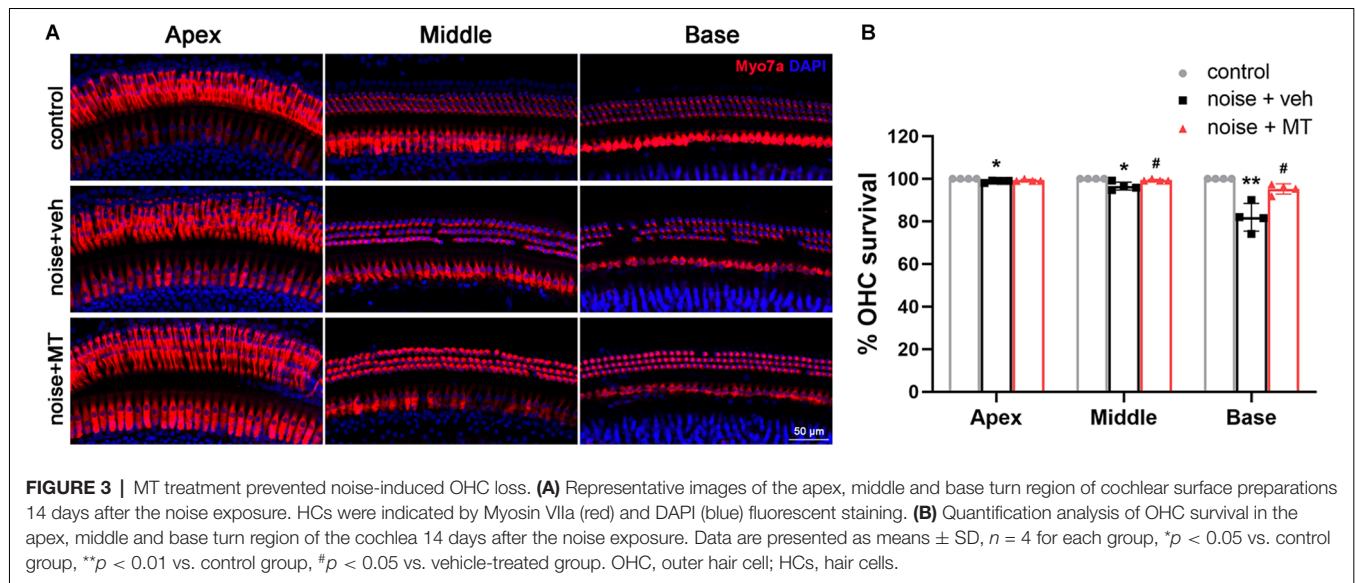 A
Apex
Middle
Base
Myo7a DAPI
control
noise+veh
noise+MT
50 µm
B
control
noise + veh
noise + MT
% OHC survival
120
100
80
60
40
20
0
*
*
#
**
#
Apex
Middle
Base
FIGURE 3 | MT treatment prevented noise-induced OHC loss. (A) Representative images of the apex, middle and base turn region of cochlear surface preparations
14 days after the noise exposure. HCs were indicated by Myosin VIIa (red) and DAPI (blue) fluorescent staining. (B) Quantification analysis of OHC survival in the
apex, middle and base turn region of the cochlea 14 days after the noise exposure. Data are presented as means ± SD, n = 4 for each group, *p < 0.05 vs. control
group, **p < 0.01 vs. control group, #p < 0.05 vs. vehicle-treated group. OHC, outer hair cell; HCs, hair cells.